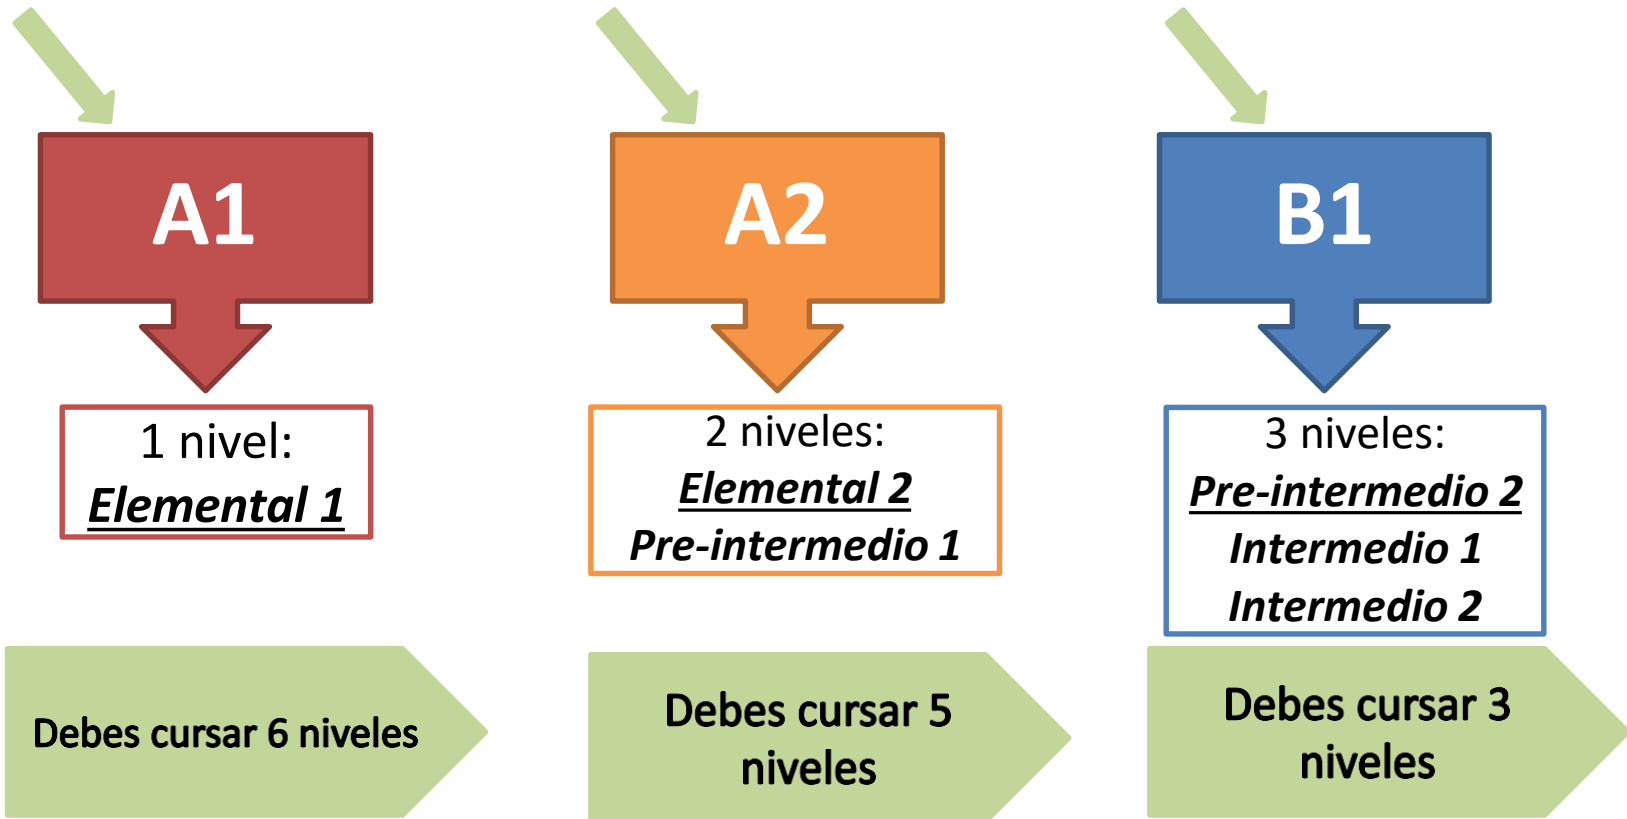 A1
1 nivel:
Elemental 1
Debes cursar 6 niveles
A2
2 niveles:
Elemental 2
Pre-intermedio 1
Debes cursar 5
niveles
B1
3 niveles:
Pre-intermedio 2
Intermedio 1
Intermedio 2
Debes cursar 3
niveles